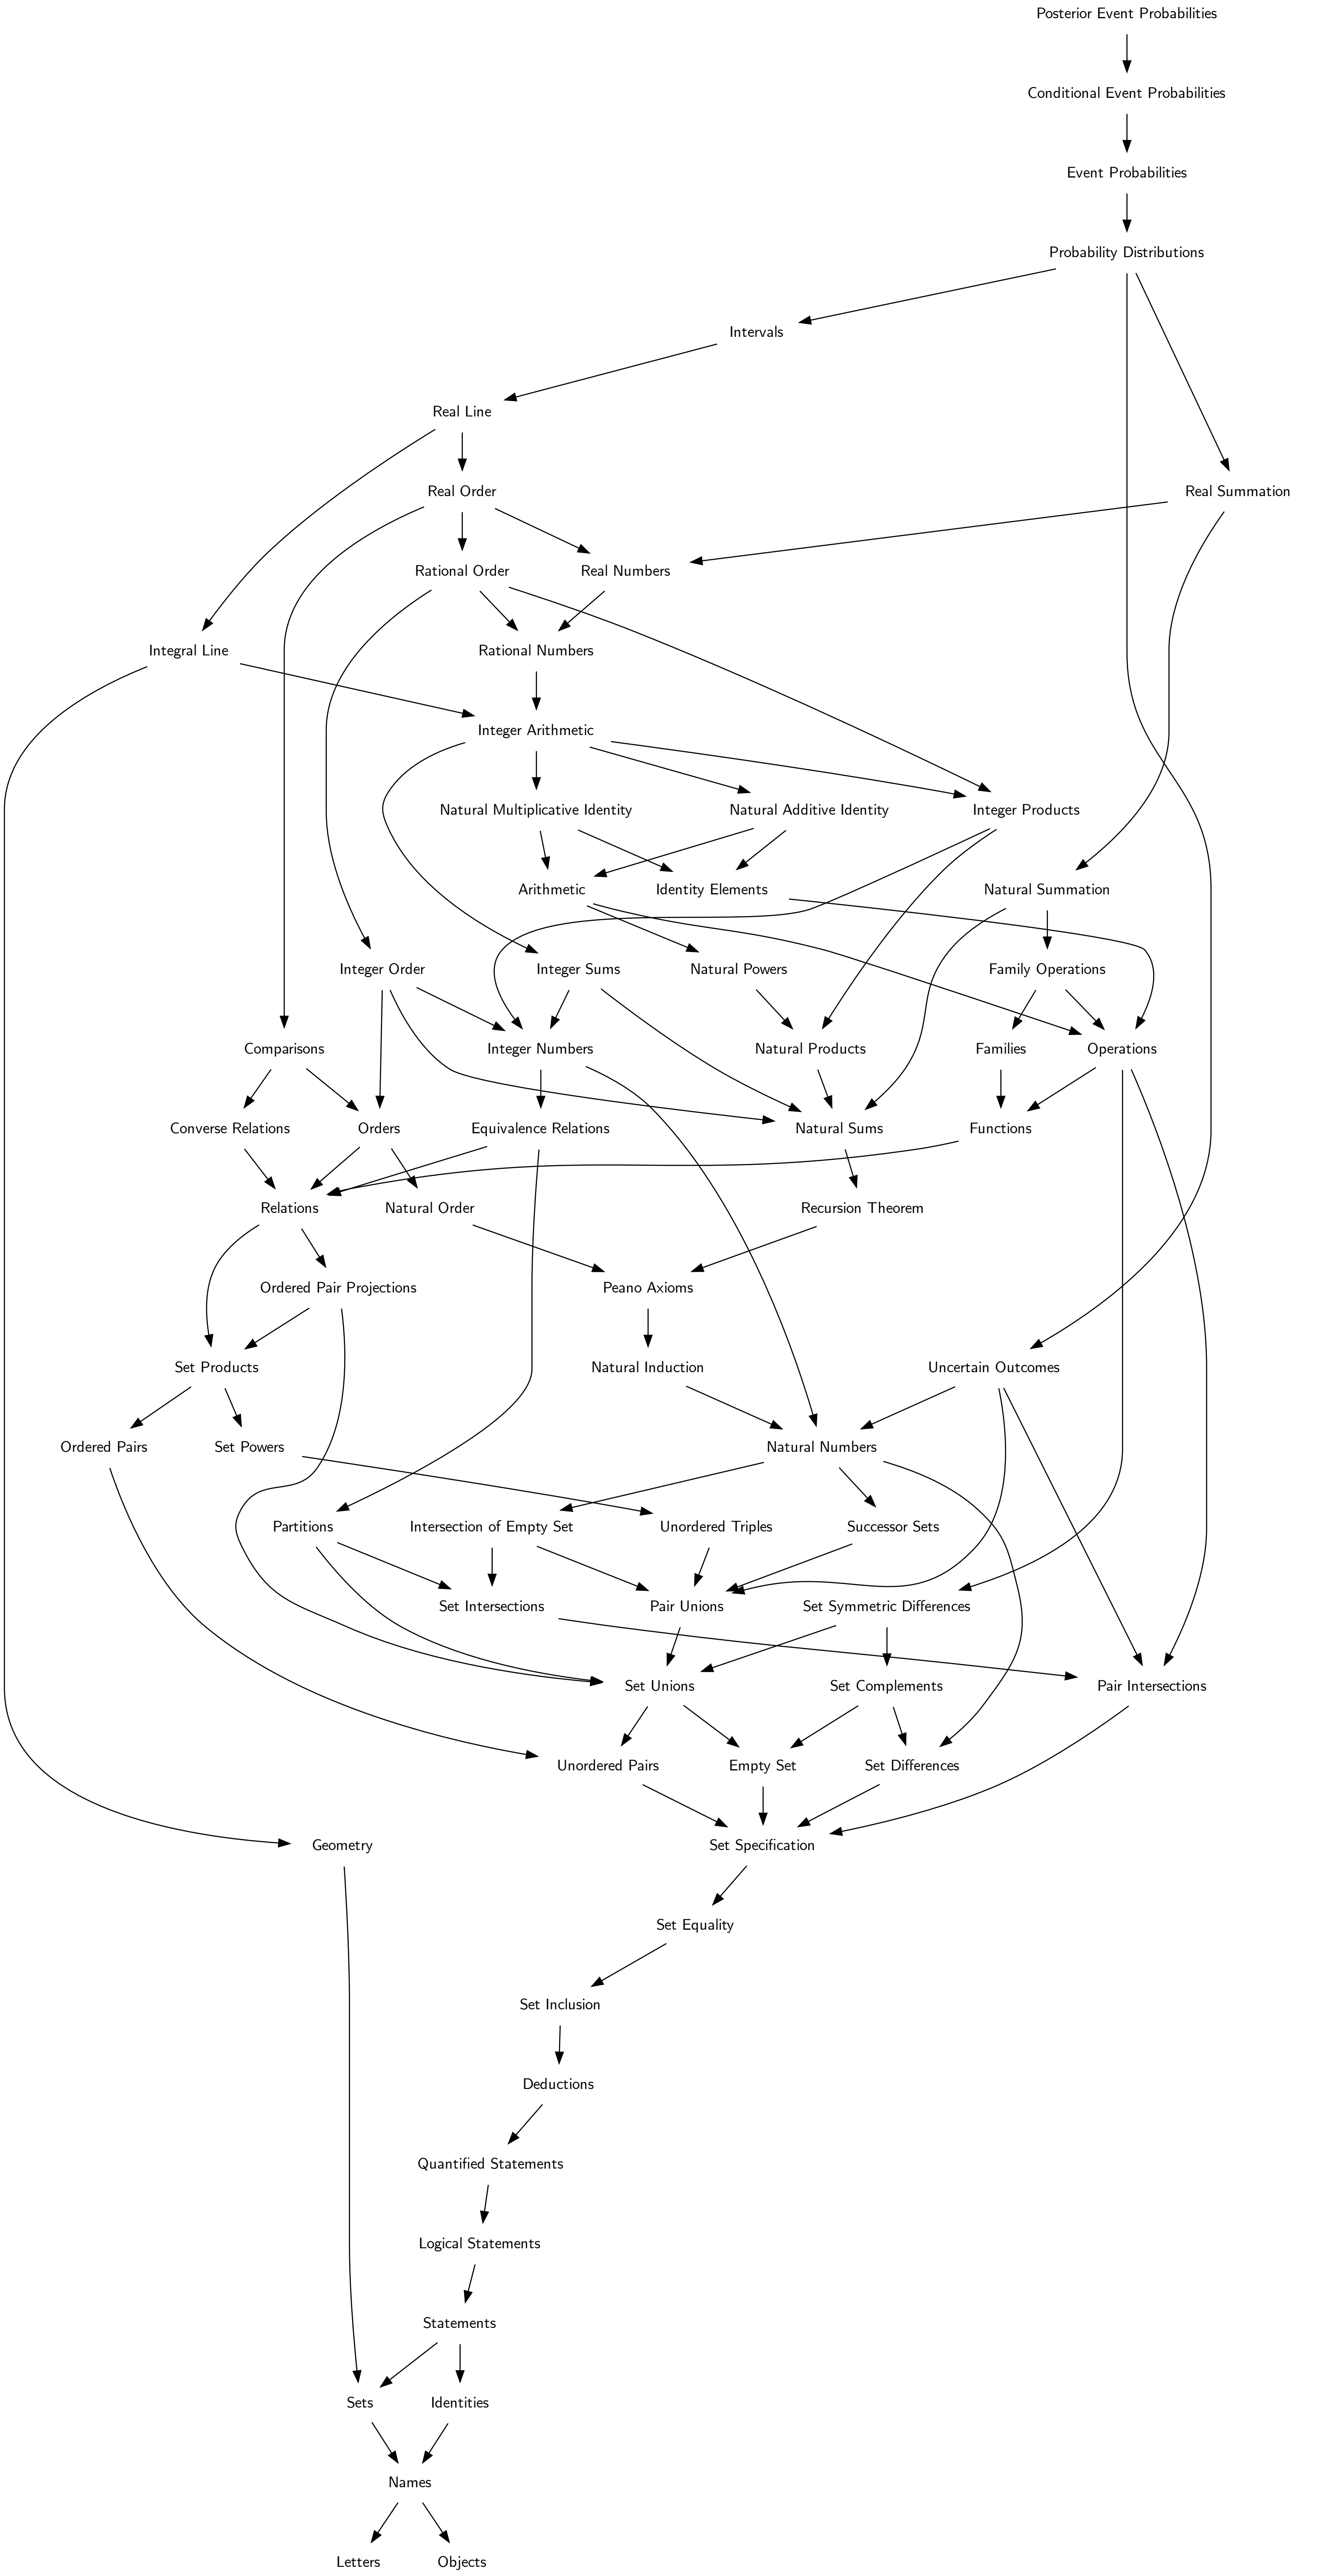 Posterior Event Probabilities
Conditional Event Probabilities
Event Probabilities
Probability Distributions
Intervals
Real Line
Real Order
Real Summation
Rational Order
Real Numbers
Integral Line
Rational Numbers
Integer Arithmetic
Natural Multiplicative Identity
Natural Additive Identity
Integer Products
Arithmetic
Identity Elements
Natural Summation
Integer Order
Integer Sums
Natural Powers
Family Operations
Comparisons
Integer Numbers
Natural Products
Families
Operations
Converse Relations
Orders
Equivalence Relations
Natural Sums
Functions
Relations
Natural Order
Recursion Theorem
Ordered Pair Projections
Peano Axioms
Set Products
Natural Induction
Uncertain Outcomes
Ordered Pairs
Set Powers
Natural Numbers
Partitions
Intersection of Empty Set
Unordered Triples
Successor Sets
Set Intersections
Pair Unions
Set Symmetric Differences
Set Unions
Set Complements
Pair Intersections
Unordered Pairs
Empty Set
Set Differences
Geometry
Set Specification
Set Equality
Set Inclusion
Deductions
Quantified Statements
Logical Statements
Statements
Sets
Identities
Names
Letters
Objects